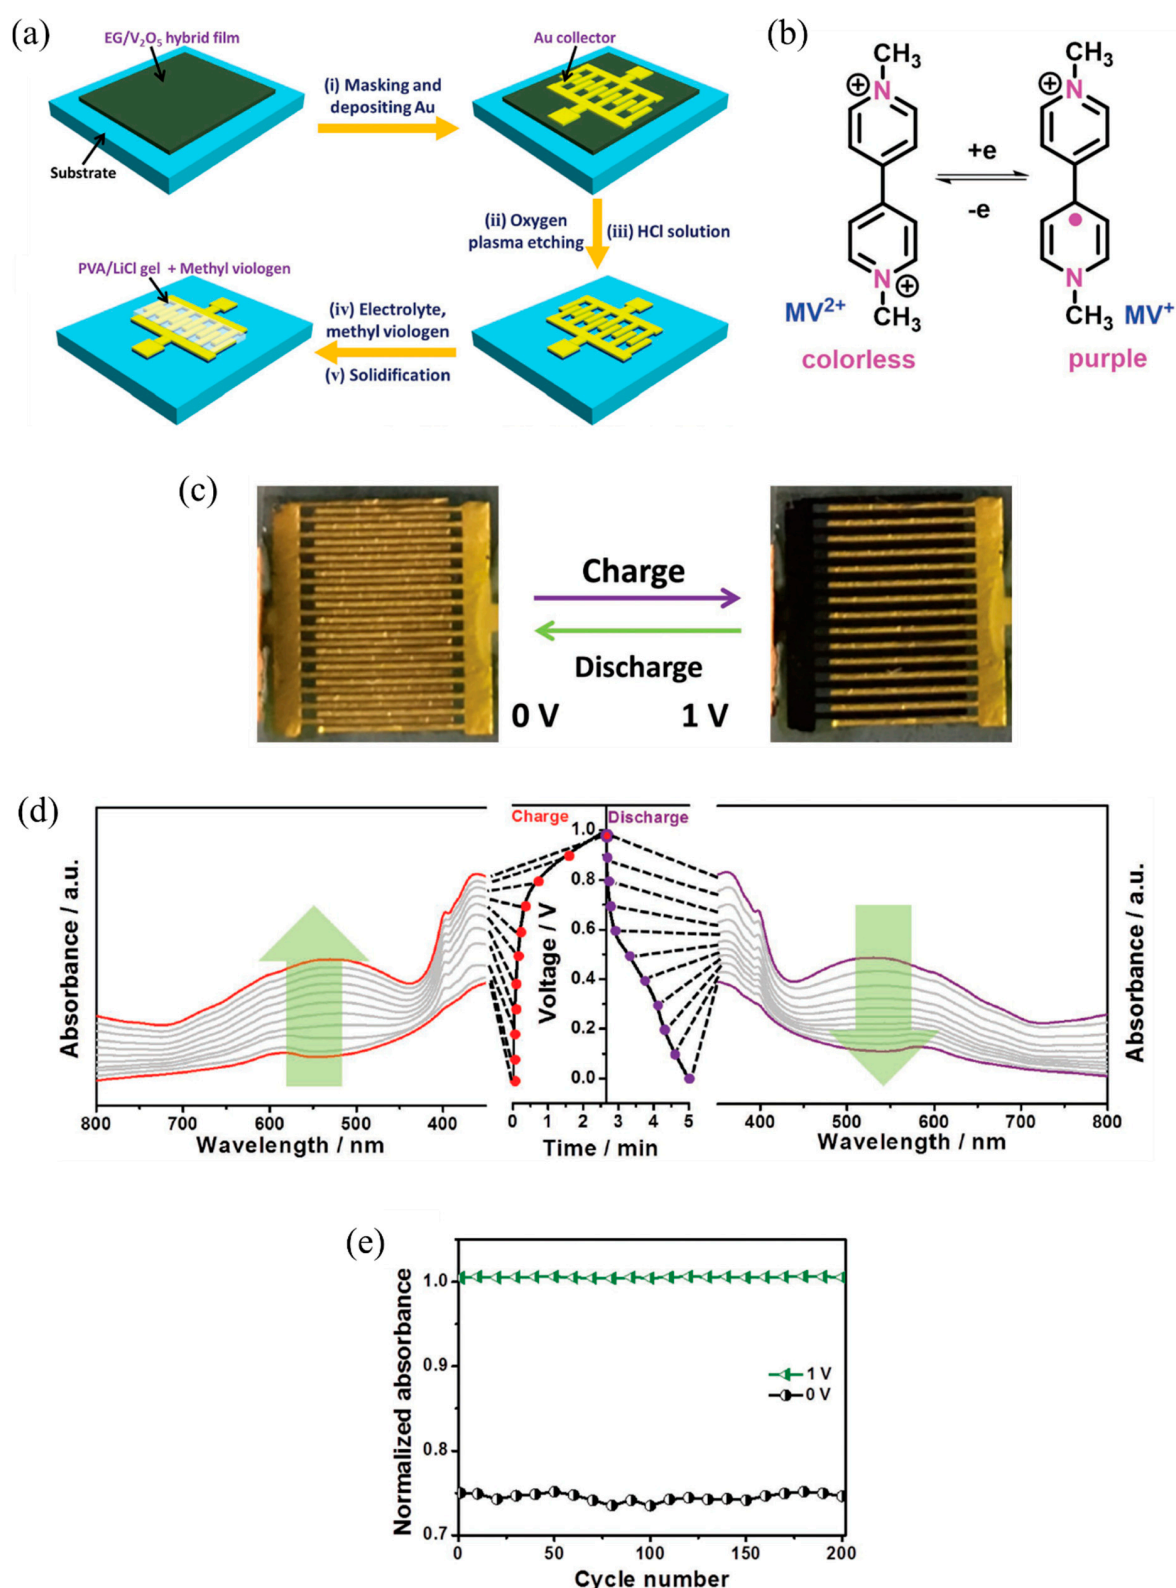 (a)
EG/V₂O₅ hybrid film
Substrate
(i) Masking and
depositing Au
Au collector
(ii) Oxygen
plasma etching
(iii) HCl solution
PVA/LiCl gel + Methyl viologen
(iv) Electrolyte,
methyl viologen
(v) Solidification
(b)
CH₃
N
+
N
+
CH₃
MV²⁺
colorless
+e
-e
CH₃
N
+
N
CH₃
MV⁺
purple
(c)
Charge
Discharge
0 V
1 V
(d)
Absorbance / a.u.
800
700
600
500
400
Wavelength / nm
Charge
Discharge
Voltage / V
1.0
0.8
0.6
0.4
0.2
0.0
0
1
2
3
4
5
Time / min
400
500
600
700
800
Wavelength / nm
Absorbance / a.u.
(e)
Normalized absorbance
1.0
0.9
0.8
0.7
1 V
0 V
0
50
100
150
200
Cycle number